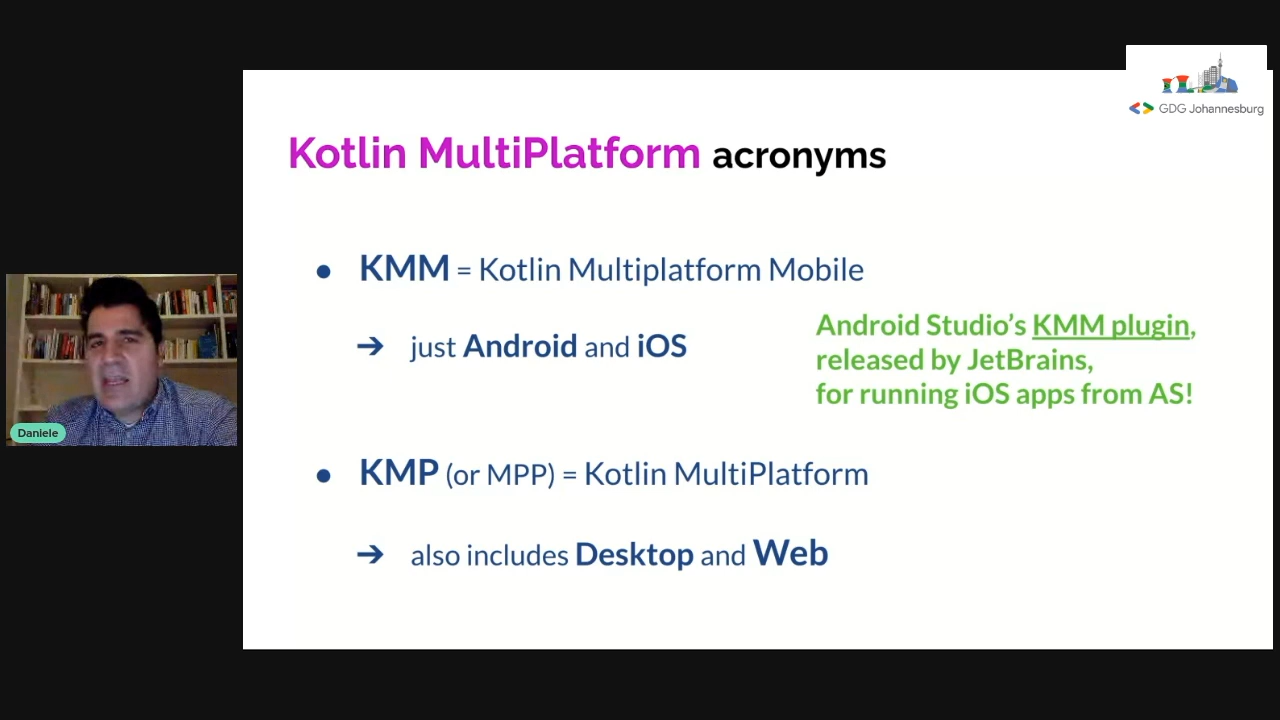 GDG Johannesburg
Kotlin MultiPlatform acronyms
● KMM = Kotlin Multiplatform Mobile
➔ just Android and iOS
Android Studio’s KMM plugin,
released by JetBrains,
for running iOS apps from AS!
● KMP (or MPP) = Kotlin MultiPlatform
➔ also includes Desktop and Web
Daniele